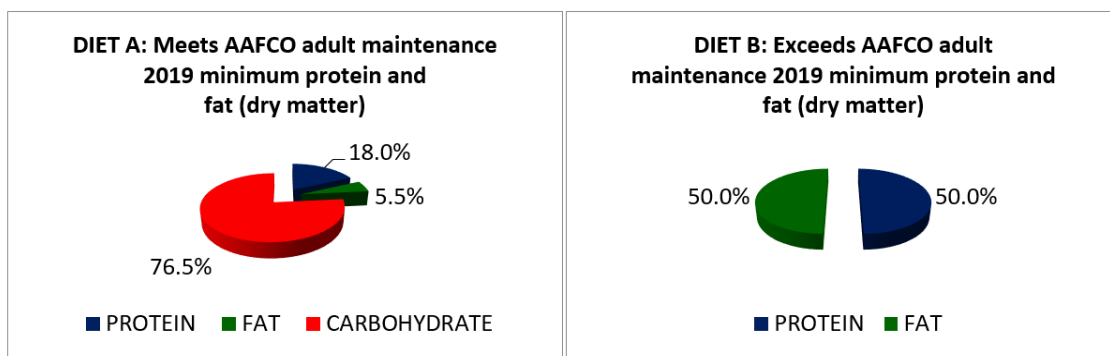 DIET A: Meets AAFCO adult maintenance
2019 minimum protein and
fat (dry matter)
18.0%
5.5%
76.5%
PROTEIN FAT CARBOHYDRATE
DIET B: Exceeds AAFCO adult
maintenance 2019 minimum protein and
fat (dry matter)
50.0% 50.0%
PROTEIN FAT